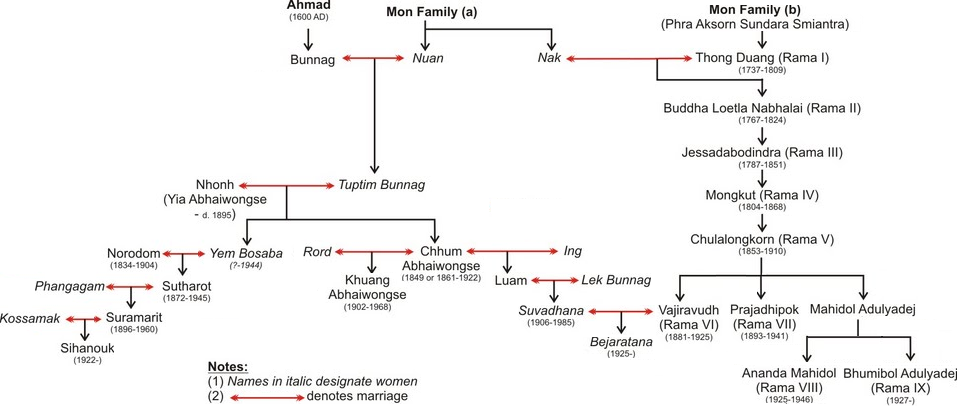 Ahmad
(1600 AD)
Mon Family (a)
Mon Family (b)
(Phra Aksorn Sundara Smiantra)
Bunnag
Nuan
Nak
Thong Duang (Rama I)
(1737-1809)
Buddha Loetla Nabhalai (Rama II)
(1767-1824)
Jessadabodindra (Rama III)
(1787-1851)
Nhonh
(Yia Abhaiwongse
- d. 1895)
Tuptim Bunnag
Mongkut (Rama IV)
(1804-1868)
Chulalongkorn (Rama V)
(1853-1910)
Norodom
(1834-1904)
Yem Bosaba
(?-1944)
Rord
Chhum
Abhaiwongse
(1849 or 1861-1922)
Ing
Phangagam
Sutharot
(1872-1945)
Khuang
Abhaiwongse
(1902-1968)
Luam
Lek Bunnag
Kossamak
Suramarit
(1896-1960)
Suvadhana
(1906-1985)
Vajiravudh
(Rama VI)
(1881-1925)
Prajadhipok
(Rama VII)
(1893-1941)
Mahidol Adulyadej
Sihanouk
(1922-)
Bejaratana
(1925-)
Ananda Mahidol
(Rama VIII)
(1925-1946)
Bhumibol Adulyadej
(Rama IX)
(1927-)
Notes:
(1) Names in italic designate women
(2) denotes marriage